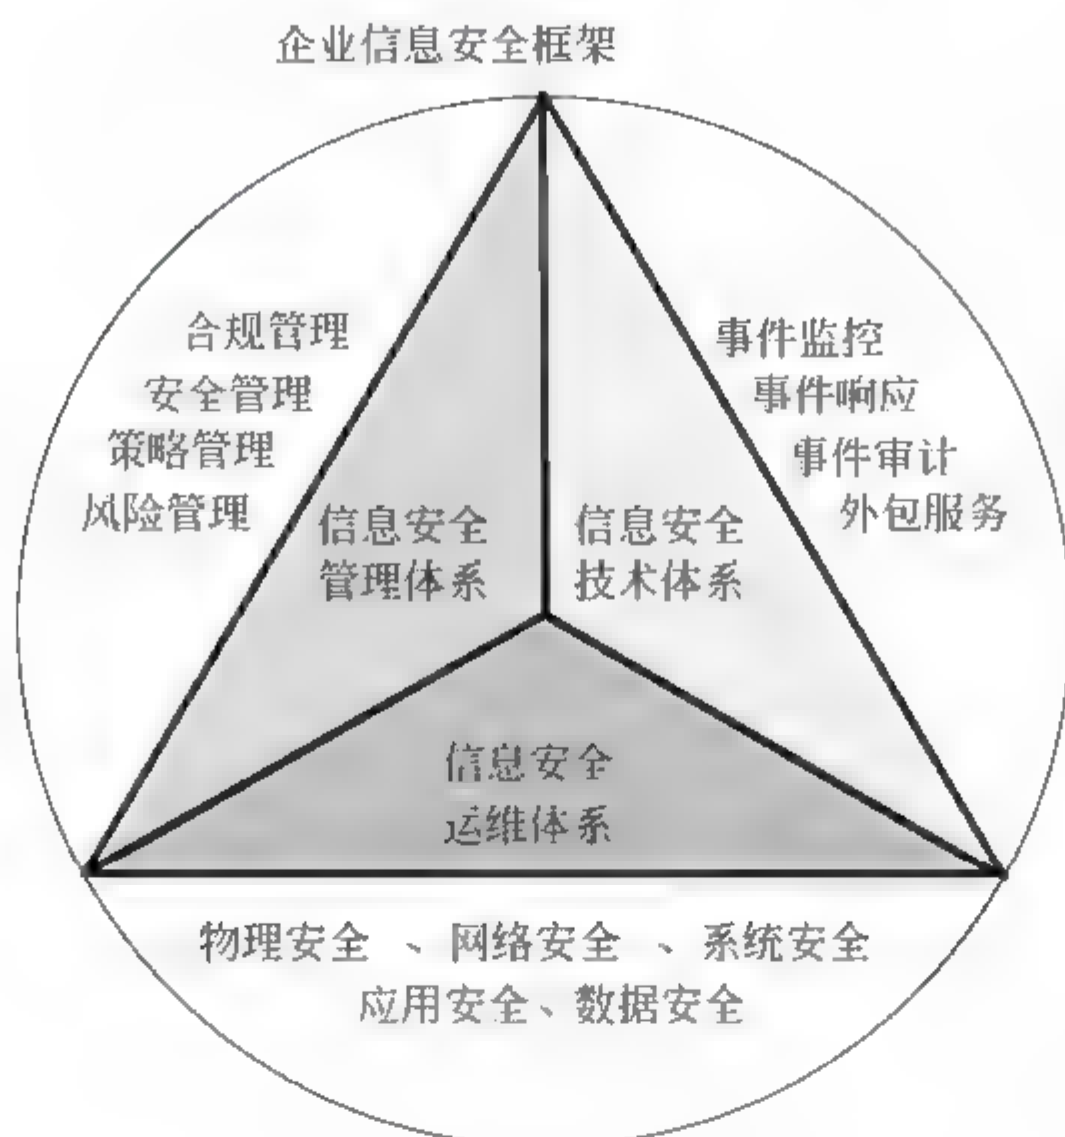 企业信息安全框架
合规管理
安全管理
策略管理
风险管理
事件监控
事件响应
事件审计
外包服务
信息安全
管理体系
信息安全
技术体系
信息安全
运维体系
物理安全 、网络安全 、系统安全
应用安全、数据安全